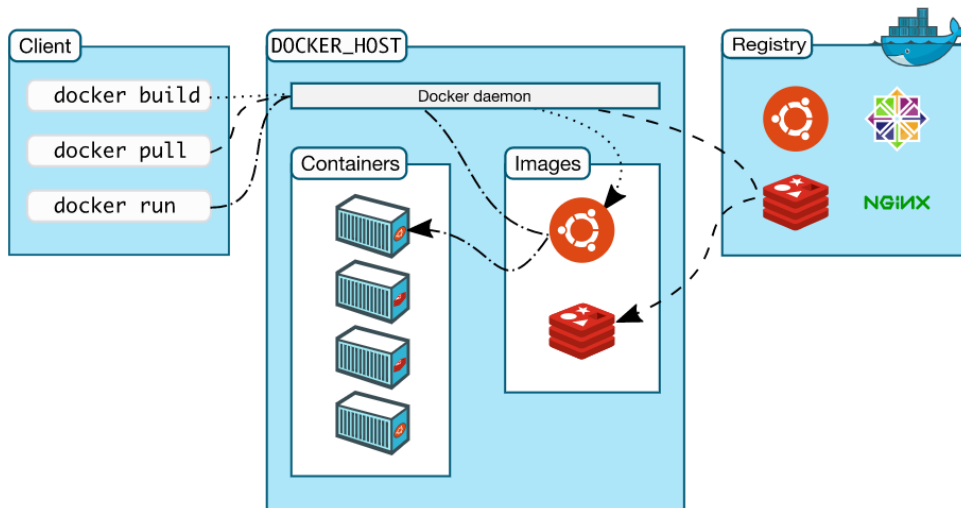 Client
docker build
docker pull
docker run
DOCKER_HOST
Docker daemon
Containers
Images
Registry
NGINX